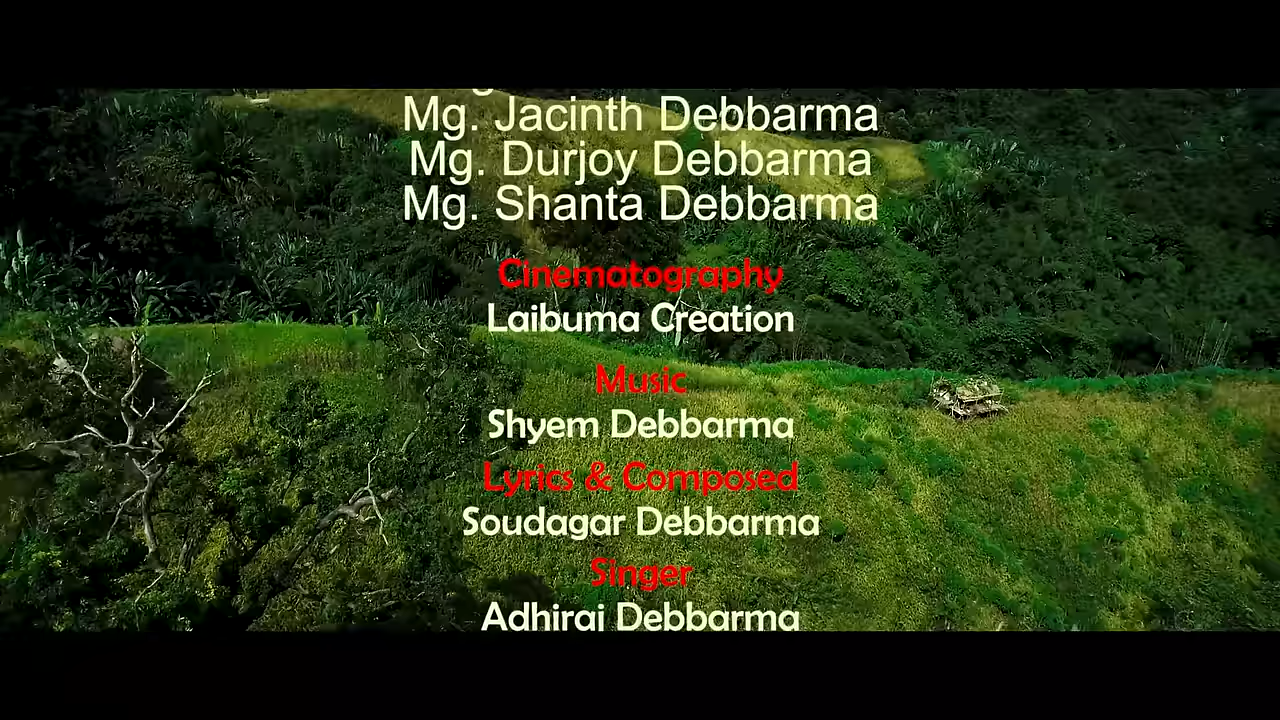 Mg. Jacinth Debbarma
Mg. Durjoy Debbarma
Mg. Shanta Debbarma
Cinematography
Laibuma Creation
Music
Shyem Debbarma
Lyrics & Composed
Soudagar Debbarma
Singer
Adhiraj Debbarma